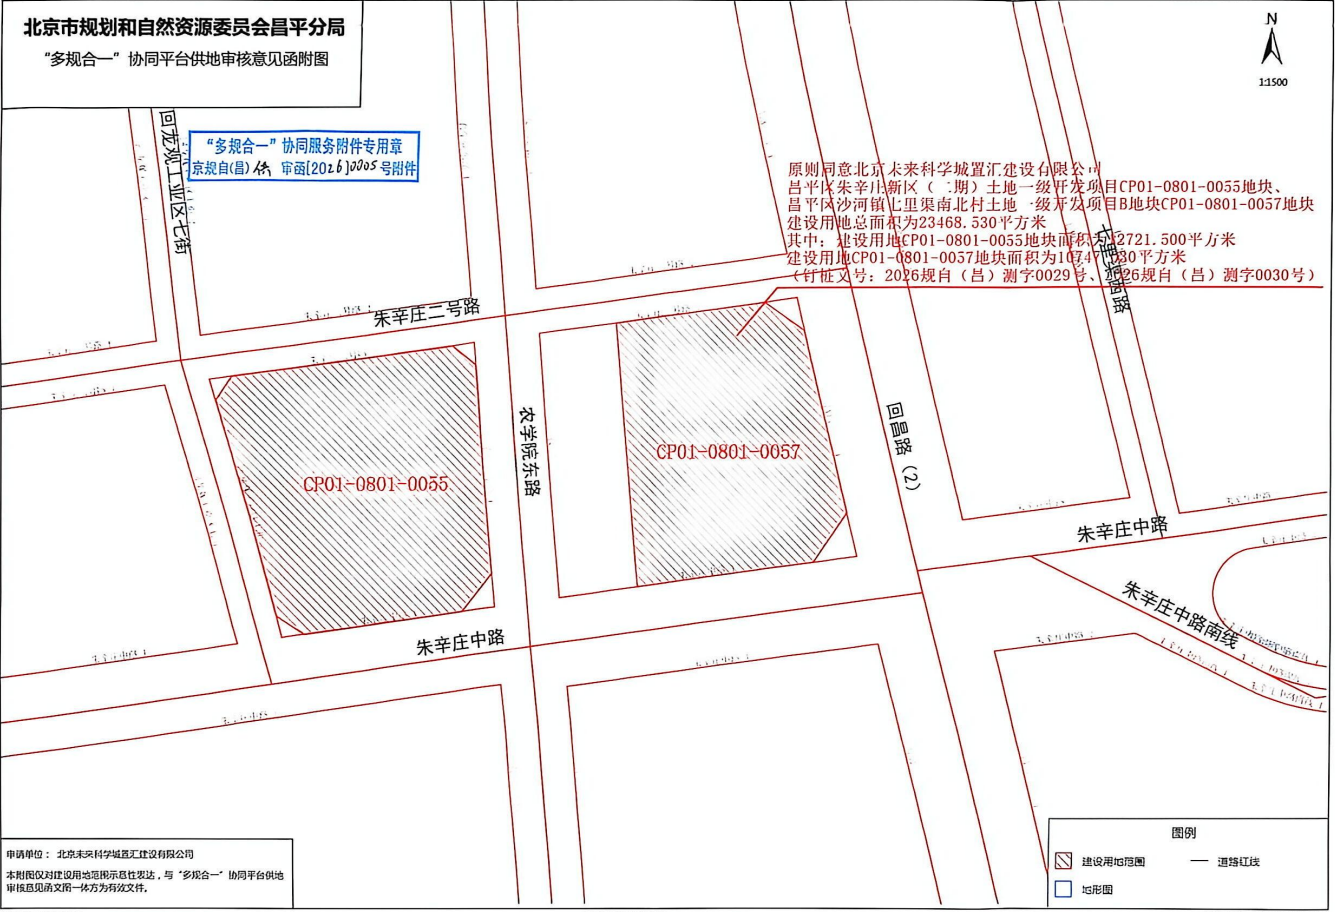 北京市规划和自然资源委员会昌平分局
“多规合一”协同平台供地审核意见函附图
N
1:1500
回龙观工业区七街
“多规合一”协同服务附件专用章
京规自(昌)供 审函[2026]0005号附件
原则同意北京未来科学城置汇建设有限公司
昌平区朱辛庄新区（二期）土地一级开发项目CP01-0801-0055地块、
昌平区沙河镇七里渠南北村土地一级开发项目B地块CP01-0801-0057地块
建设用地总面积为23468.530平方米
其中：建设用地CP01-0801-0055地块面积为12721.500平方米
建设用地CP01-0801-0057地块面积为10747.030平方米
（钉桩文号：2026规自（昌）测字0029号、2026规自（昌）测字0030号）
西路
朱辛庄二号路
农学院东路
回昌路（2）
CP01-0801-0057
CP01-0801-0055
朱辛庄中路
朱辛庄中路
朱辛庄中路南线
申请单位：北京未来科学城置汇建设有限公司
本附图仅对建设用地范围示意性表达，与“多规合一”协同平台供地
审核意见函文图一体方为有效文件。
图例
建设用地范围
道路红线
地形图